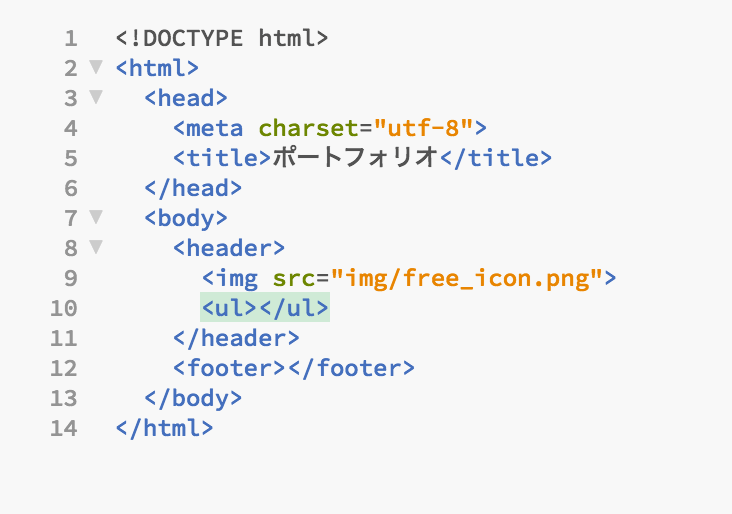 1 <!DOCTYPE html>
2 <html>
3 <head>
4 <meta charset="utf-8">
5 <title>ポートフォリオ</title>
6 </head>
7 <body>
8 <header>
9 <img src="img/free_icon.png">
10 <ul></ul>
11 </header>
12 <footer></footer>
13 </body>
14 </html>